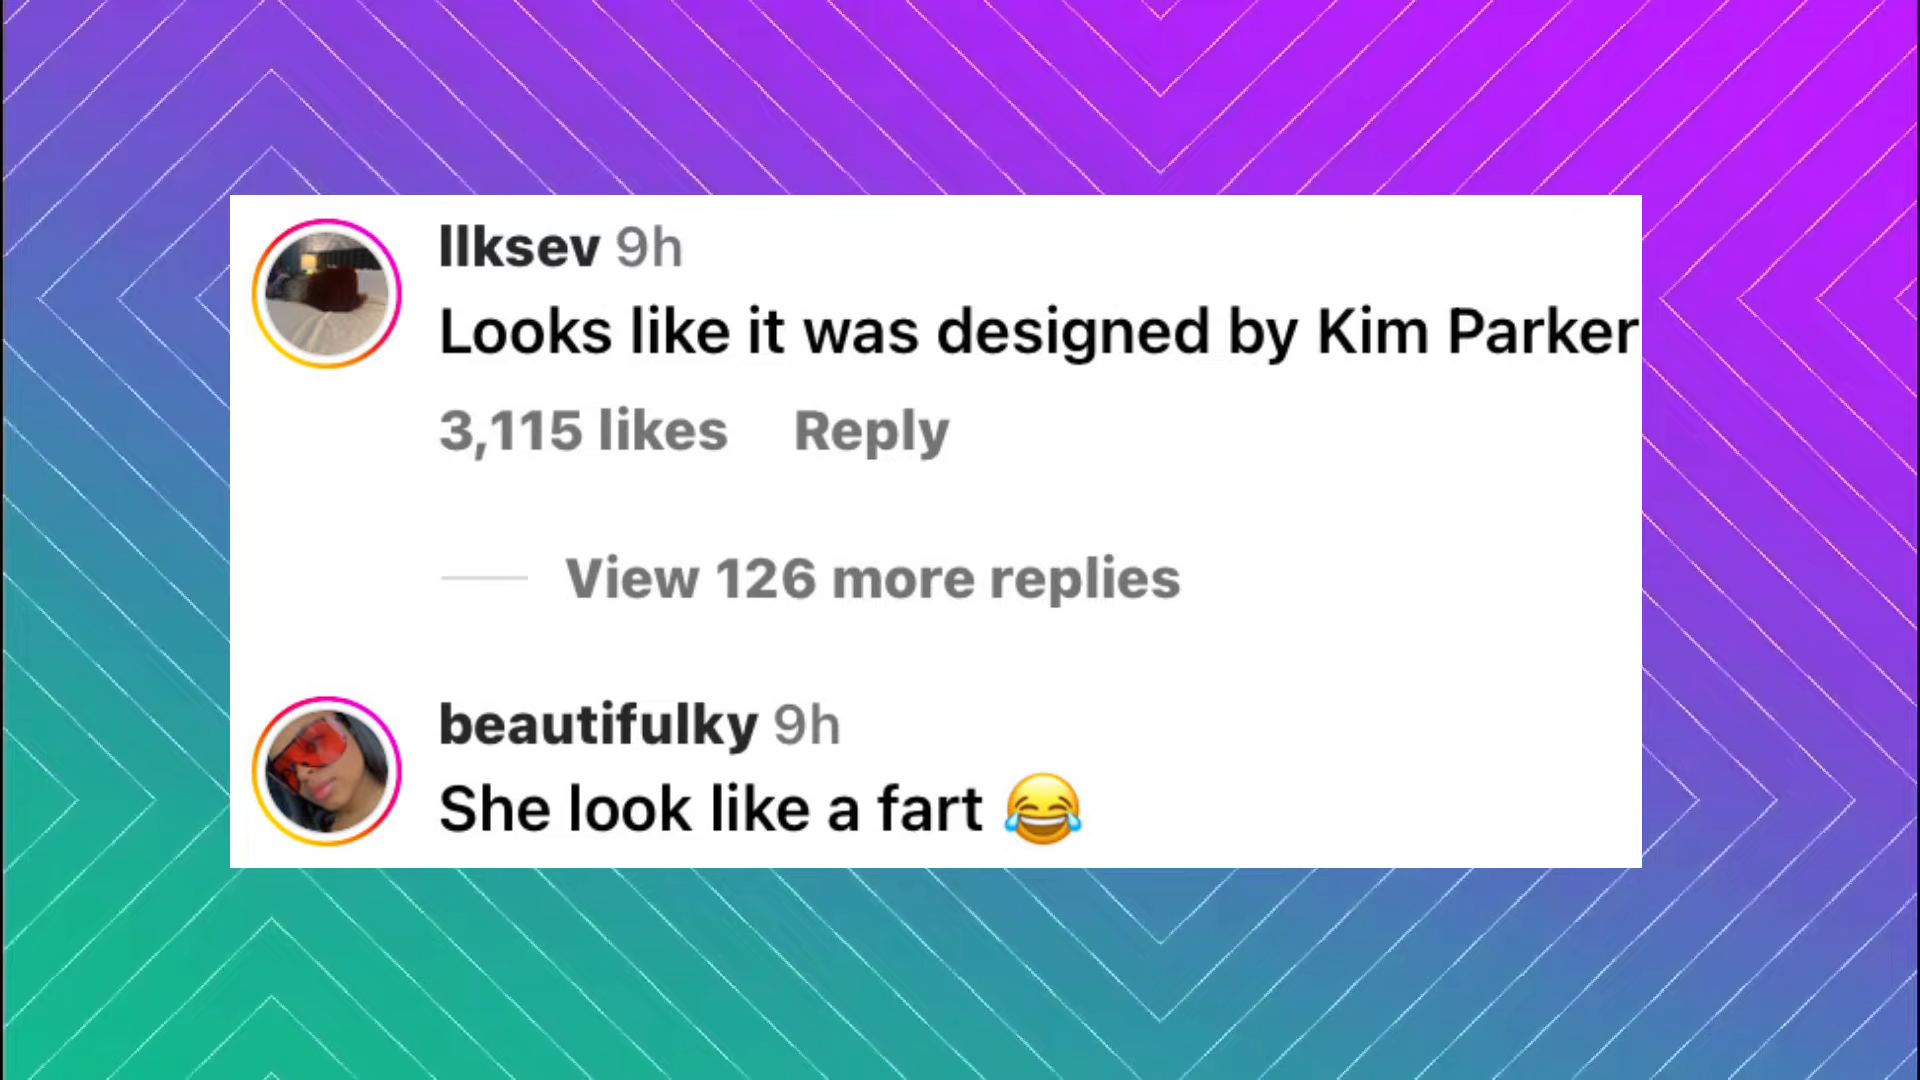 llksev 9h
Looks like it was designed by Kim Parker
3,115 likes Reply
View 126 more replies
beautifulky 9h
She look like a fart 😂